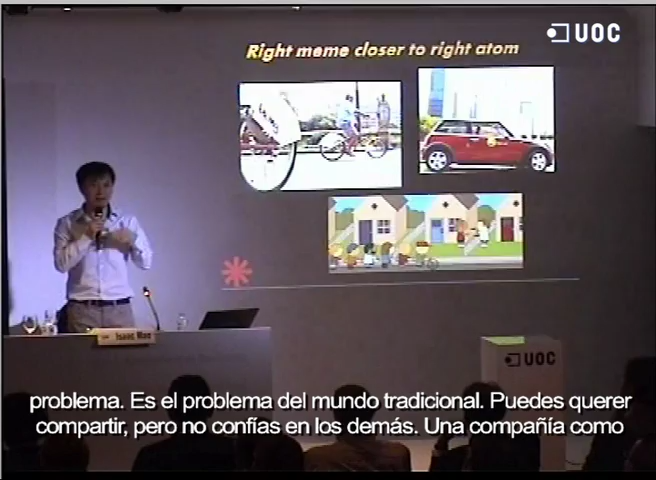 Right meme closer to right atom
UOC
Isaac Mao
UOC
problema. Es el problema del mundo tradicional. Puedes querer
compartir, pero no confías en los demás. Una compañía como